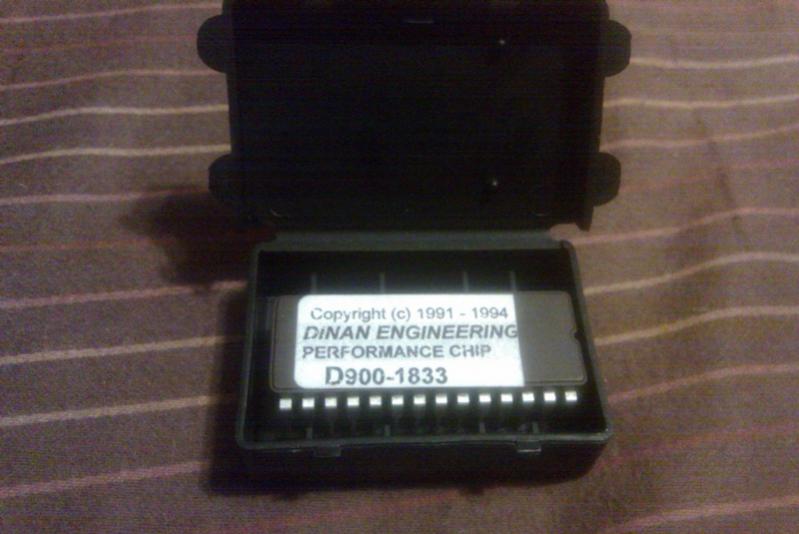 Copyright (c) 1991 - 1994
DINAN ENGINEERING
PERFORMANCE CHIP
D900-1833